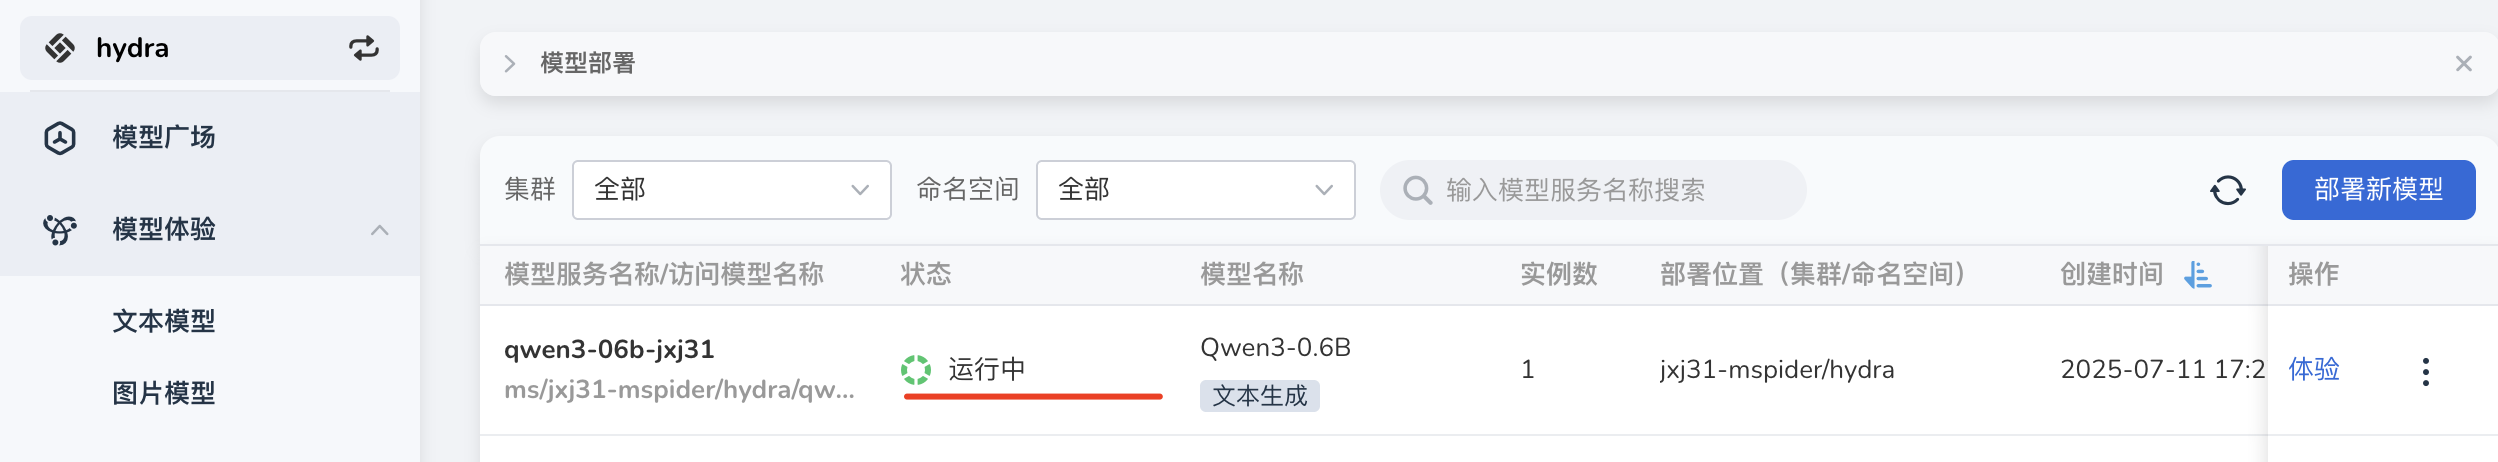 hydra
模型广场
模型体验
文本模型
图片模型
模型部署
集群 全部 命名空间 全部 输入模型服务名称搜索 部署新模型
模型服务名称/访问模型名称 状态 模型名称 实例数 部署位置（集群/命名空间） 创建时间 操作
qwen3-06b-jxj31
ms/jxj31-mspider/hydra/qw...
运行中
Qwen3-0.6B
文本生成
1
jxj31-mspider/hydra
2025-07-11 17:2
体验